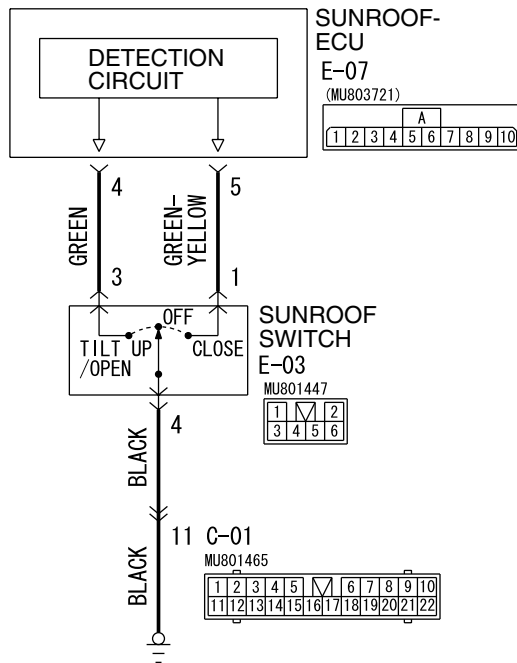 SUNROOF-
ECU
DETECTION
CIRCUIT
E-07
(MU803721)
A
1 2 3 4 5 6 7 8 9 10
4
5
GREEN
GREEN-
YELLOW
3
1
OFF
TILT UP
/OPEN
CLOSE
SUNROOF
SWITCH
E-03
MU801447
1 2
3 4 5 6
4
BLACK
11 C-01
MU801465
1 2 3 4 5 6 7 8 9 10
11 12 13 14 15 16 17 18 19 20 21 22
BLACK